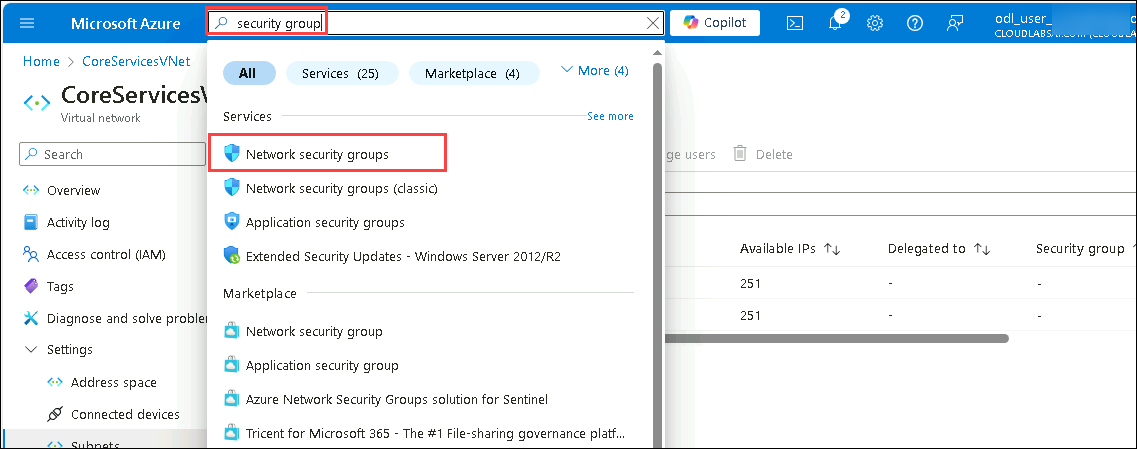 Microsoft Azure
security group
Copilot
2
odl_user_
CLOUDLABSAI.COM (CLOUDLA
Home > CoreServicesVNet
CoreServicesV
Virtual network
Search
Overview
Activity log
Access control (IAM)
Tags
Diagnose and solve proble
Settings
Address space
Connected devices
Subnets
All
Services (25)
Marketplace (4)
More (4)
Services
See more
Network security groups
Network security groups (classic)
Application security groups
Extended Security Updates - Windows Server 2012/R2
Marketplace
Network security group
Application security group
Azure Network Security Groups solution for Sentinel
Tricent for Microsoft 365 - The #1 File-sharing governance platf...
ge users
Delete
Available IPs ↑↓ Delegated to ↑↓ Security group ↑
251 - -
251 - -